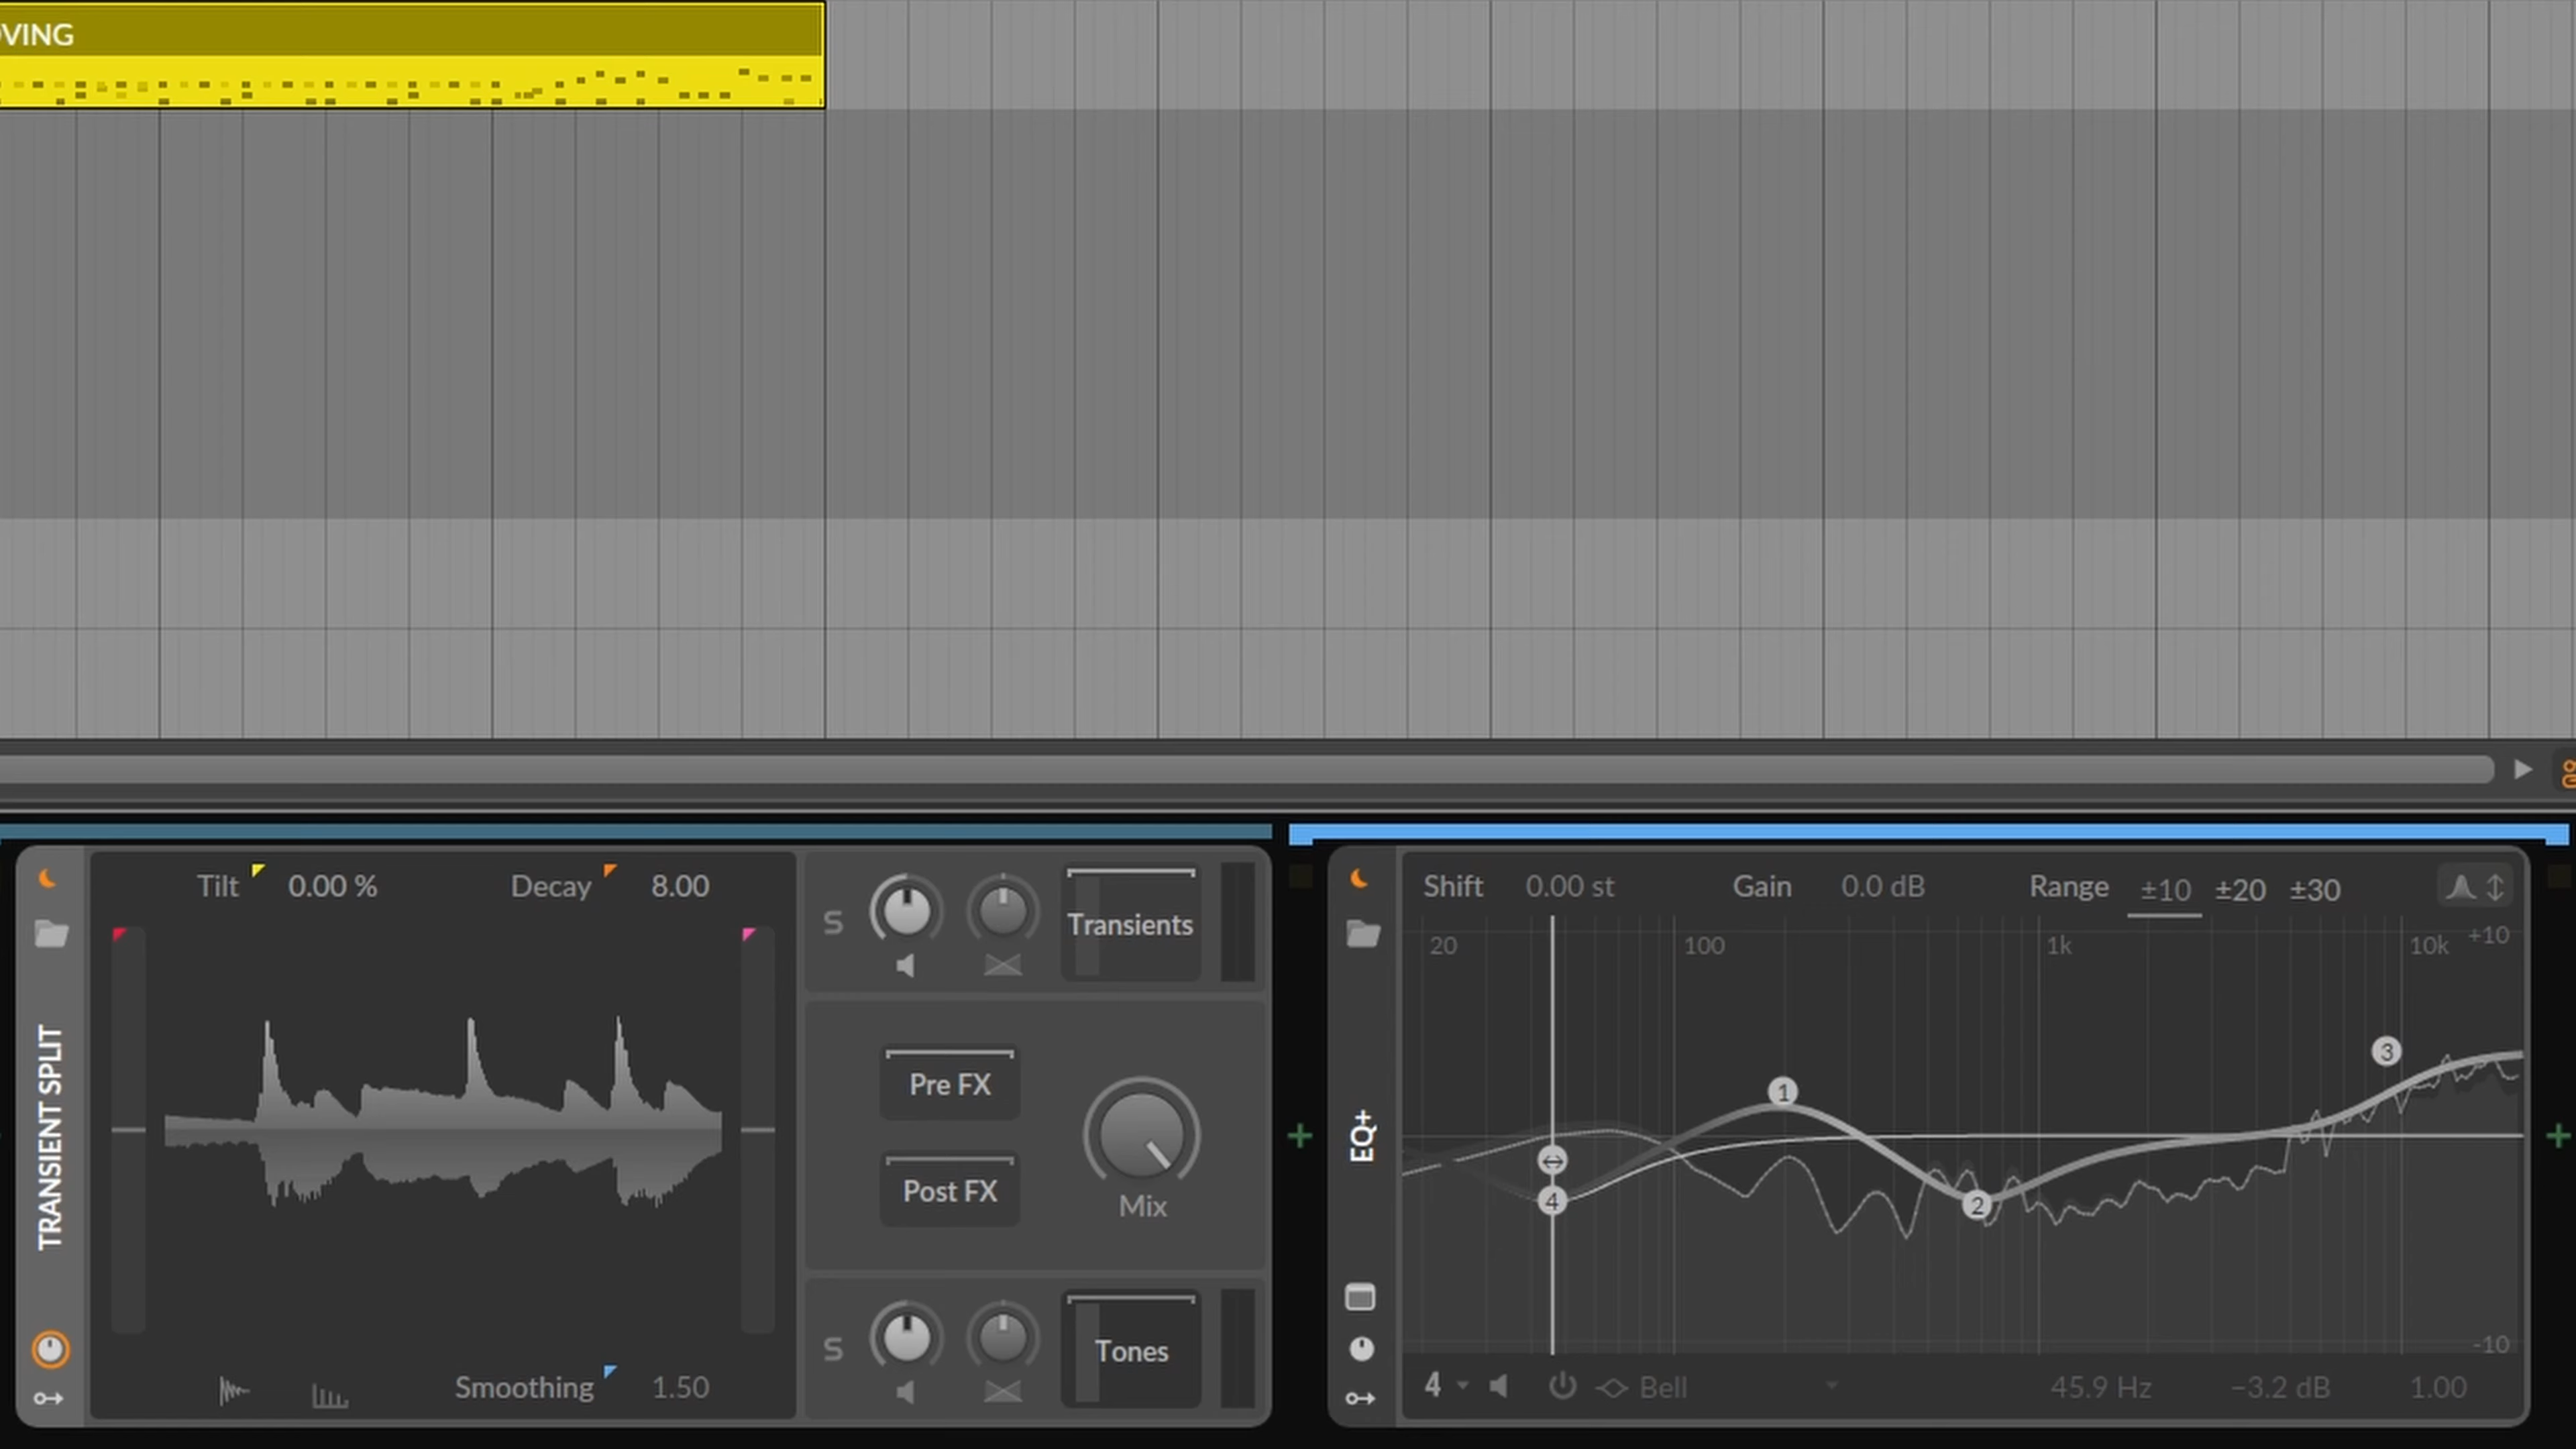 OVING
Tilt 0.00 % Decay 8.00
S Transients
TRANSIENT SPLIT
Pre FX
Post FX
Mix
S Tones
Smoothing 1.50
Shift 0.00 st Gain 0.0 dB Range ±10 ±20 ±30
20 100 1k 10k +10
EQ+
1
2
3
4
-10
4 Bell 45.9 Hz −3.2 dB 1.00